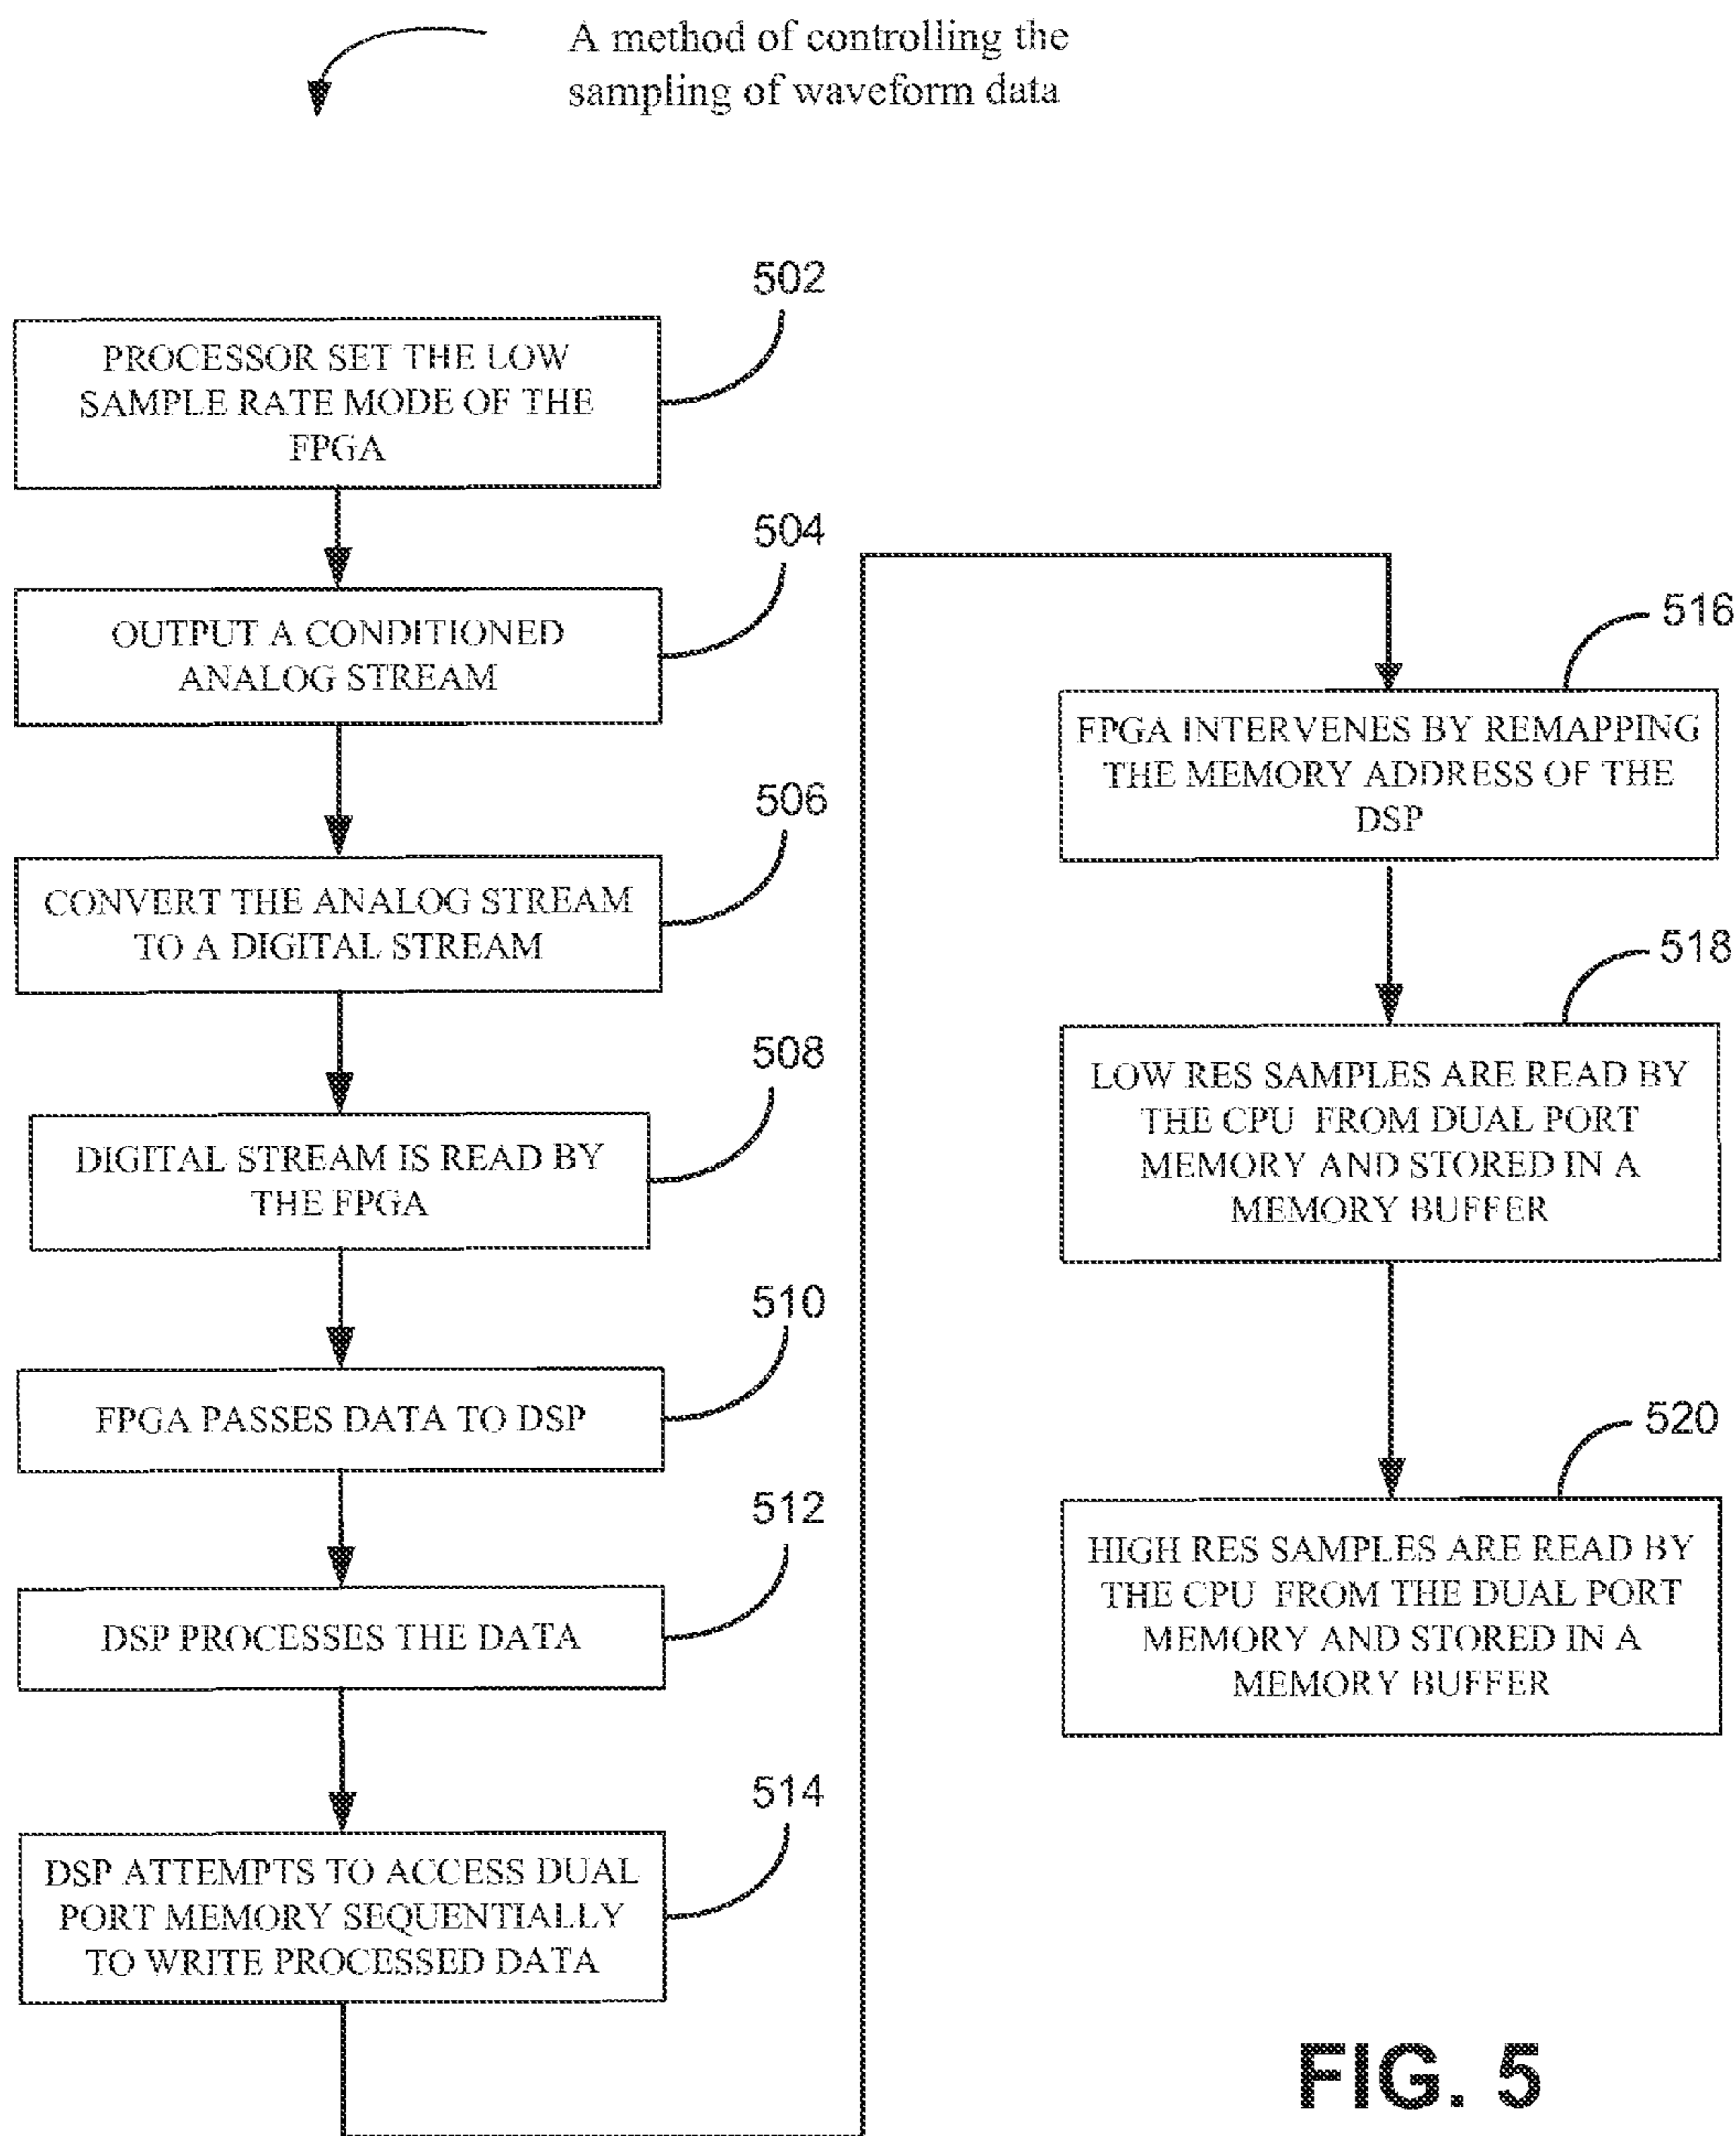 A method of controlling the
sampling of waveform data
502
PROCESSOR SET THE LOW
SAMPLE RATE MODE OF THE
FPGA
504
OUTPUT A CONDITIONED
ANALOG STREAM
506
CONVERT THE ANALOG STREAM
TO A DIGITAL STREAM
508
DIGITAL STREAM IS READ BY
THE FPGA
510
FPGA PASSES DATA TO DSP
512
DSP PROCESSES THE DATA
514
DSP ATTEMPTS TO ACCESS DUAL
PORT MEMORY SEQUENTIALLY
TO WRITE PROCESSED DATA
516
FPGA INTERVENES BY REMAPPING
THE MEMORY ADDRESS OF THE
DSP
518
LOW RES SAMPLES ARE READ BY
THE CPU FROM DUAL PORT
MEMORY AND STORED IN A
MEMORY BUFFER
520
HIGH RES SAMPLES ARE READ BY
THE CPU FROM THE DUAL PORT
MEMORY AND STORED IN A
MEMORY BUFFER
FIG. 5